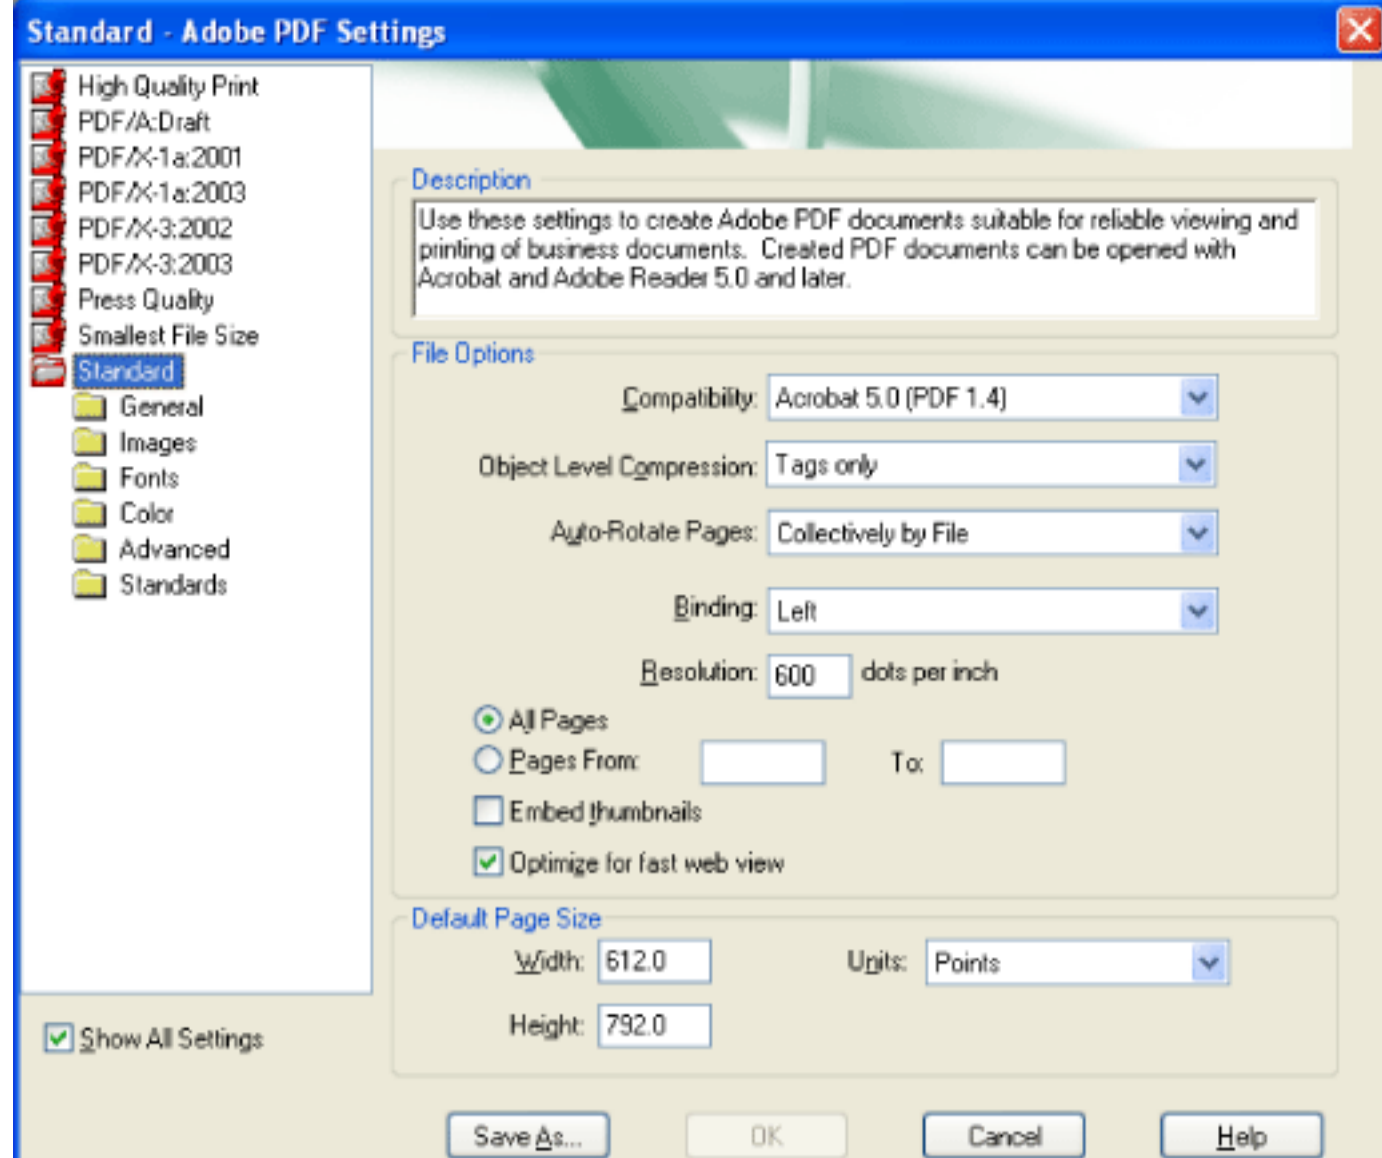 Standard - Adobe PDF Settings
High Quality Print
PDF/A:Draft
PDF/X-1a:2001
PDF/X-1a:2003
PDF/X-3:2002
PDF/X-3:2003
Press Quality
Smallest File Size
Standard
General
Images
Fonts
Color
Advanced
Standards
Show All Settings
Description
Use these settings to create Adobe PDF documents suitable for reliable viewing and
printing of business documents. Created PDF documents can be opened with
Acrobat and Adobe Reader 5.0 and later.
File Options
Compatibility: Acrobat 5.0 (PDF 1.4)
Object Level Compression: Tags only
Auto-Rotate Pages: Collectively by File
Binding: Left
Resolution: 600 dots per inch
All Pages
Pages From: To:
Embed thumbnails
Optimize for fast web view
Default Page Size
Width: 612.0 Units: Points
Height: 792.0
Save As... OK Cancel Help